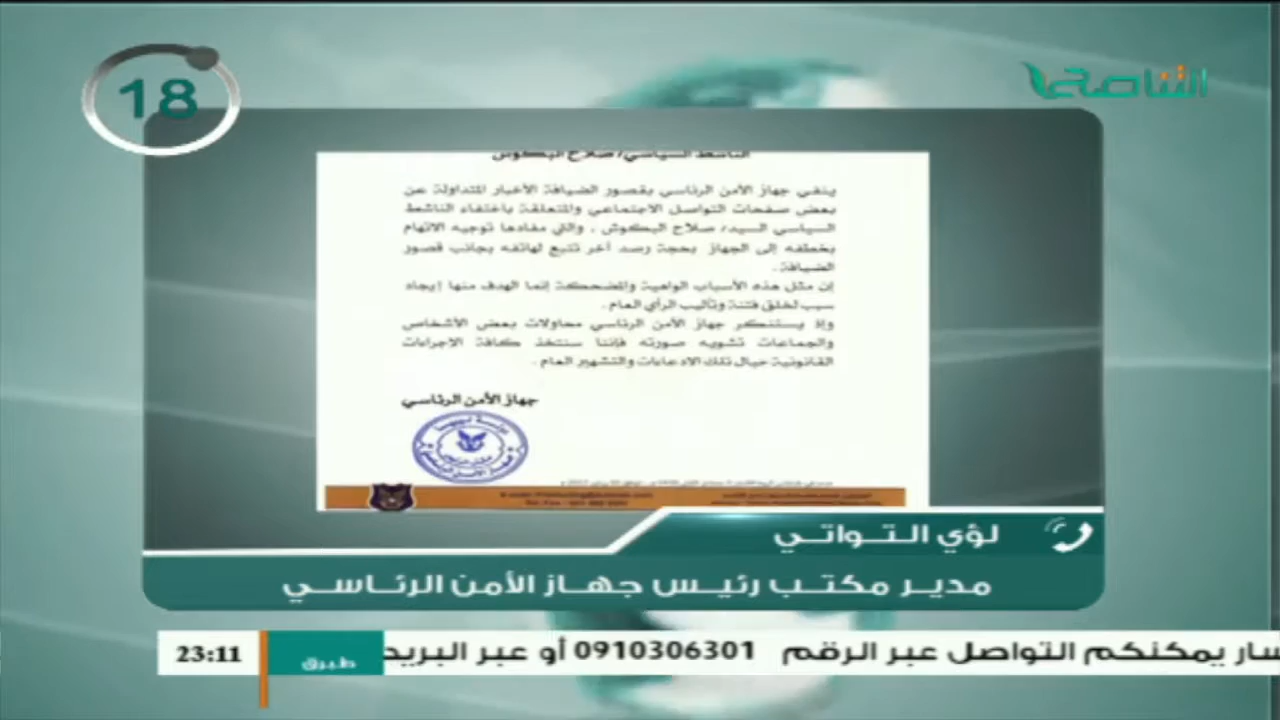 18
التناصح
الناشط السياسي/ صلاح البكوش
ينفي جهاز الأمن الرئاسي بقصور الضيافة الأخبار المتداولة عن
بعض صفحات التواصل الاجتماعي والمتعلقة باختفاء الناشط
السياسي السيد/ صلاح البكوش ، والتي مفادها توجيه الاتهام
بخطفه إلى الجهاز بحجة رصد آخر تتبع لهاتفه بجانب قصور
الضيافة .
إن مثل هذه الأسباب الواهية والمضحكة إنما الهدف منها إيجاد
سبب لخلق فتنة وتأليب الرأي العام .
وإذ يستنكر جهاز الأمن الرئاسي محاولات بعض الأشخاص
والجماعات تشويه صورته فإننا سنتخذ كافة الاجراءات
القانونية حيال تلك الادعاءات والتشهير العام .
جهاز الأمن الرئاسي
لؤي التواتي
مدير مكتب رئيس جهاز الأمن الرئاسي
سار يمكنكم التواصل عبر الرقم 0910306301 أو عبر البريد
طبرق
23:11